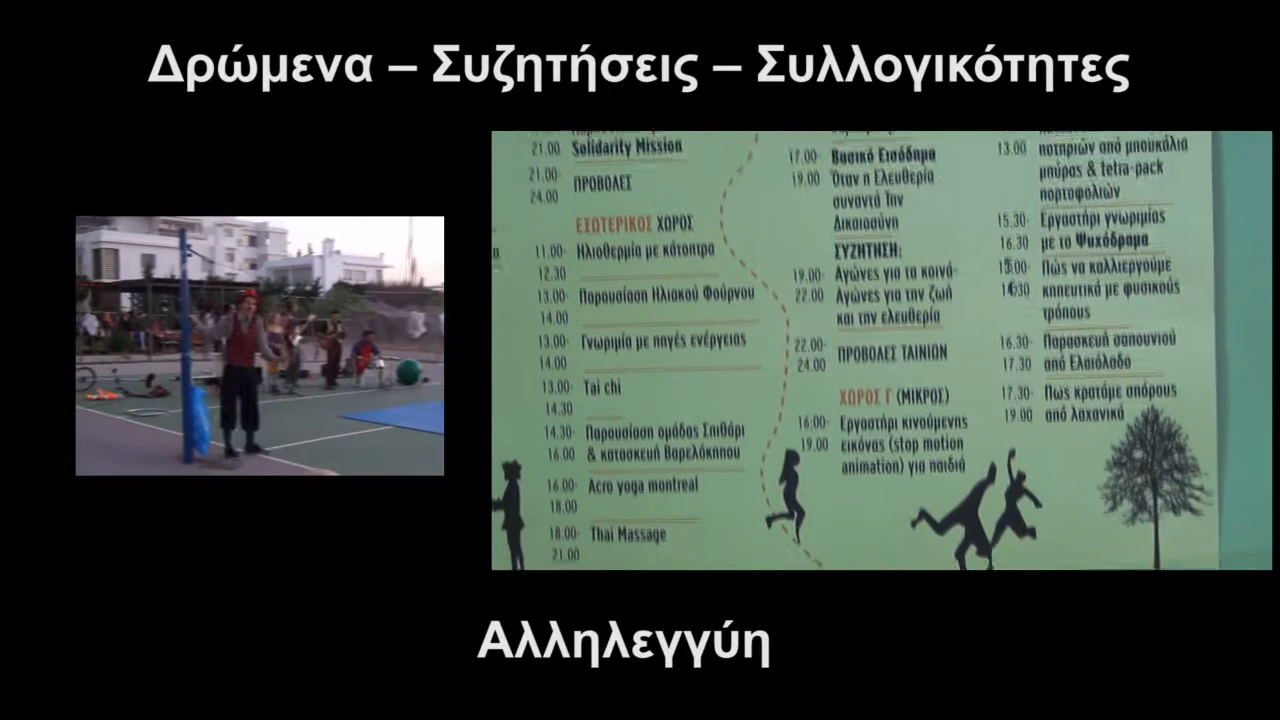 Δρώμενα – Συζητήσεις – Συλλογικότητες
21.00 Solidarity Mission
21.00-
24.00
ΠΡΟΒΟΛΕΣ
ΕΞΩΤΕΡΙΚΟΣ ΧΩΡΟΣ
11.00- Ηλιοθερμία με κάτοπτρα
12.30
13.00- Παρουσίαση Ηλιακού Φούρνου
14.00
13.00- Γνωριμία με πηγές ενέργειας
14.00
13.00- Tai chi
14.30
14.30- Παρουσίαση ομάδας Σπιθάρι
16.00 & κατασκευή Βαρελόκηπου
16.00- Acro yoga montreal
18.00
18.00- Thai Massage
21.00
17.00- Βασικό Εισόδημα
19.00 Όταν η Ελευθερία
συναντά Την
Δικαιοσύνη
ΣΥΖΗΤΗΣΗ:
19.00- Αγώνες για τα κοινά-
22.00 Αγώνες για την ζωή
και την ελευθερία
22.00-
24.00
ΠΡΟΒΟΛΕΣ ΤΑΙΝΙΩΝ
ΧΩΡΟΣ Γ (ΜΙΚΡΟΣ)
16:00- Εργαστήρι κινούμενης
19.00 εικόνας (stop motion
animation) για παιδιά
13.00 ποτηριών από μπουκάλια
μπύρας & tetra-pack
πορτοφολιών
15.30- Εργαστήρι γνωριμίας
16.30 με το Ψυχόδραμα
Πώς να καλλιεργούμε
κηπευτικά με φυσικούς
τρόπους
16.30- Παρασκευή σαπουνιού
17.30 από Ελαιόλαδο
17.30- Πώς κρατάμε σπόρους
19.00 από λαχανικά
Αλληλεγγύη